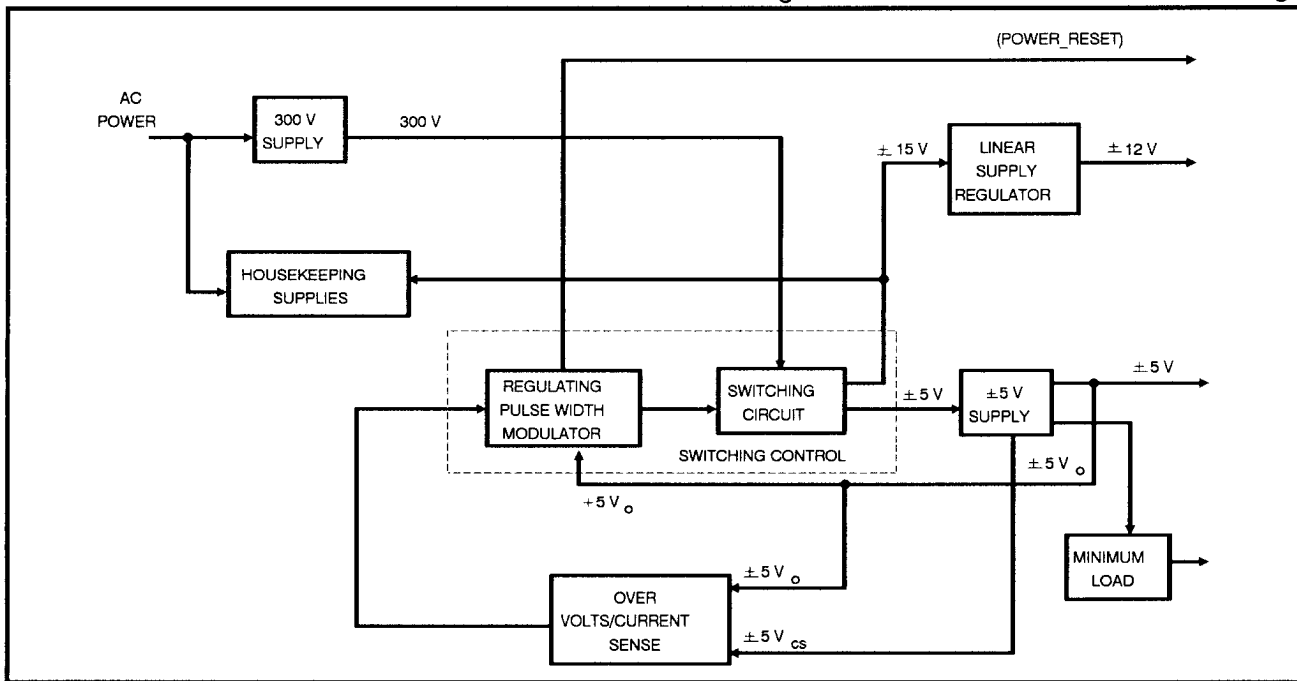 (POWER_RESET)
AC
POWER
300 V
SUPPLY
300 V
± 15 V
LINEAR
SUPPLY
REGULATOR
± 12 V
HOUSEKEEPING
SUPPLIES
REGULATING
PULSE WIDTH
MODULATOR
SWITCHING
CIRCUIT
SWITCHING CONTROL
± 5 V
±5 V
SUPPLY
± 5 V
± 5 V O
+ 5 V O
MINIMUM
LOAD
OVER
VOLTS/CURRENT
SENSE
± 5 V O
± 5 V CS